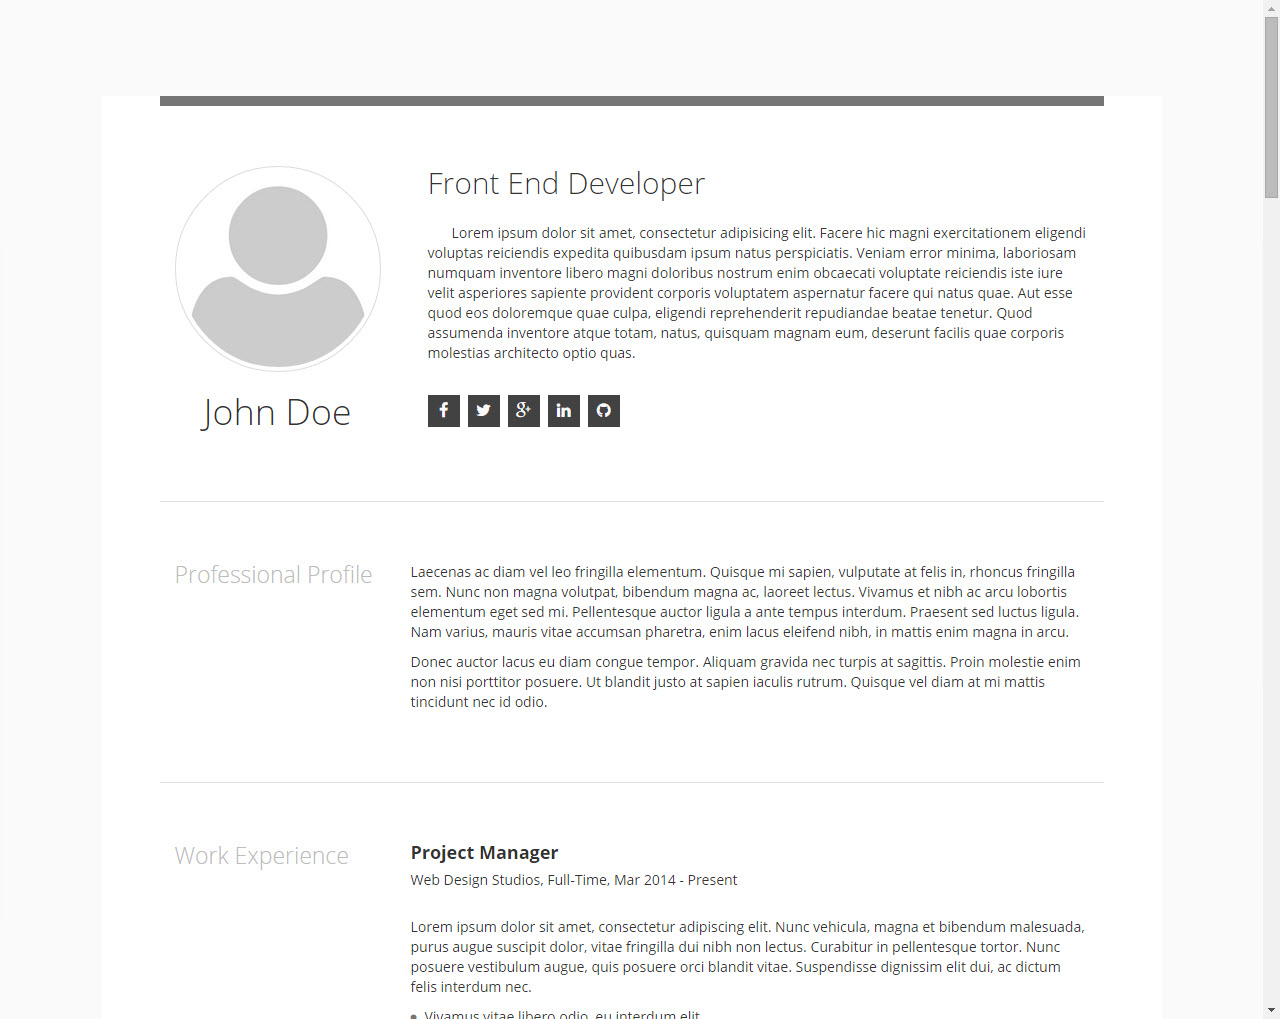 Front End Developer
Lorem ipsum dolor sit amet, consectetur adipisicing elit. Facere hic magni exercitationem eligendi
voluptas reiciendis expedita quibusdam ipsum natus perspiciatis. Veniam error minima, laboriosam
numquam inventore libero magni doloribus nostrum enim obcaecati voluptate reiciendis iste iure
velit asperiores sapiente provident corporis voluptatem aspernatur facere qui natus quae. Aut esse
quod eos doloremque quae culpa, eligendi reprehenderit repudiandae beatae tenetur. Quod
assumenda inventore atque totam, natus, quisquam magnam eum, deserunt facilis quae corporis
molestias architecto optio quas.
John Doe
Professional Profile
Laecenas ac diam vel leo fringilla elementum. Quisque mi sapien, vulputate at felis in, rhoncus fringilla
sem. Nunc non magna volutpat, bibendum magna ac, laoreet lectus. Vivamus et nibh ac arcu lobortis
elementum eget sed mi. Pellentesque auctor ligula a ante tempus interdum. Praesent sed luctus ligula.
Nam varius, mauris vitae accumsan pharetra, enim lacus eleifend nibh, in mattis enim magna in arcu.
Donec auctor lacus eu diam congue tempor. Aliquam gravida nec turpis at sagittis. Proin molestie enim
non nisi porttitor posuere. Ut blandit justo at sapien iaculis rutrum. Quisque vel diam at mi mattis
tincidunt nec id odio.
Work Experience
Project Manager
Web Design Studios, Full-Time, Mar 2014 - Present
Lorem ipsum dolor sit amet, consectetur adipiscing elit. Nunc vehicula, magna et bibendum malesuada,
purus augue suscipit dolor, vitae fringilla dui nibh non lectus. Curabitur in pellentesque tortor. Nunc
posuere vestibulum augue, quis posuere orci blandit vitae. Suspendisse dignissim elit dui, ac dictum
felis interdum nec.
Vivamus vitae libero odio, eu interdum elit